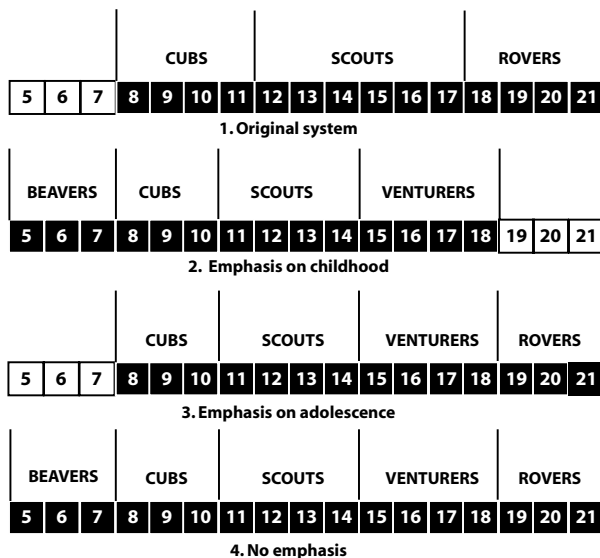 CUBS SCOUTS ROVERS
5 6 7 8 9 10 11 12 13 14 15 16 17 18 19 20 21
1. Original system
BEAVERS CUBS SCOUTS VENTURERS
5 6 7 8 9 10 11 12 13 14 15 16 17 18 19 20 21
2. Emphasis on childhood
CUBS SCOUTS VENTURERS ROVERS
5 6 7 8 9 10 11 12 13 14 15 16 17 18 19 20 21
3. Emphasis on adolescence
BEAVERS CUBS SCOUTS VENTURERS ROVERS
5 6 7 8 9 10 11 12 13 14 15 16 17 18 19 20 21
4. No emphasis